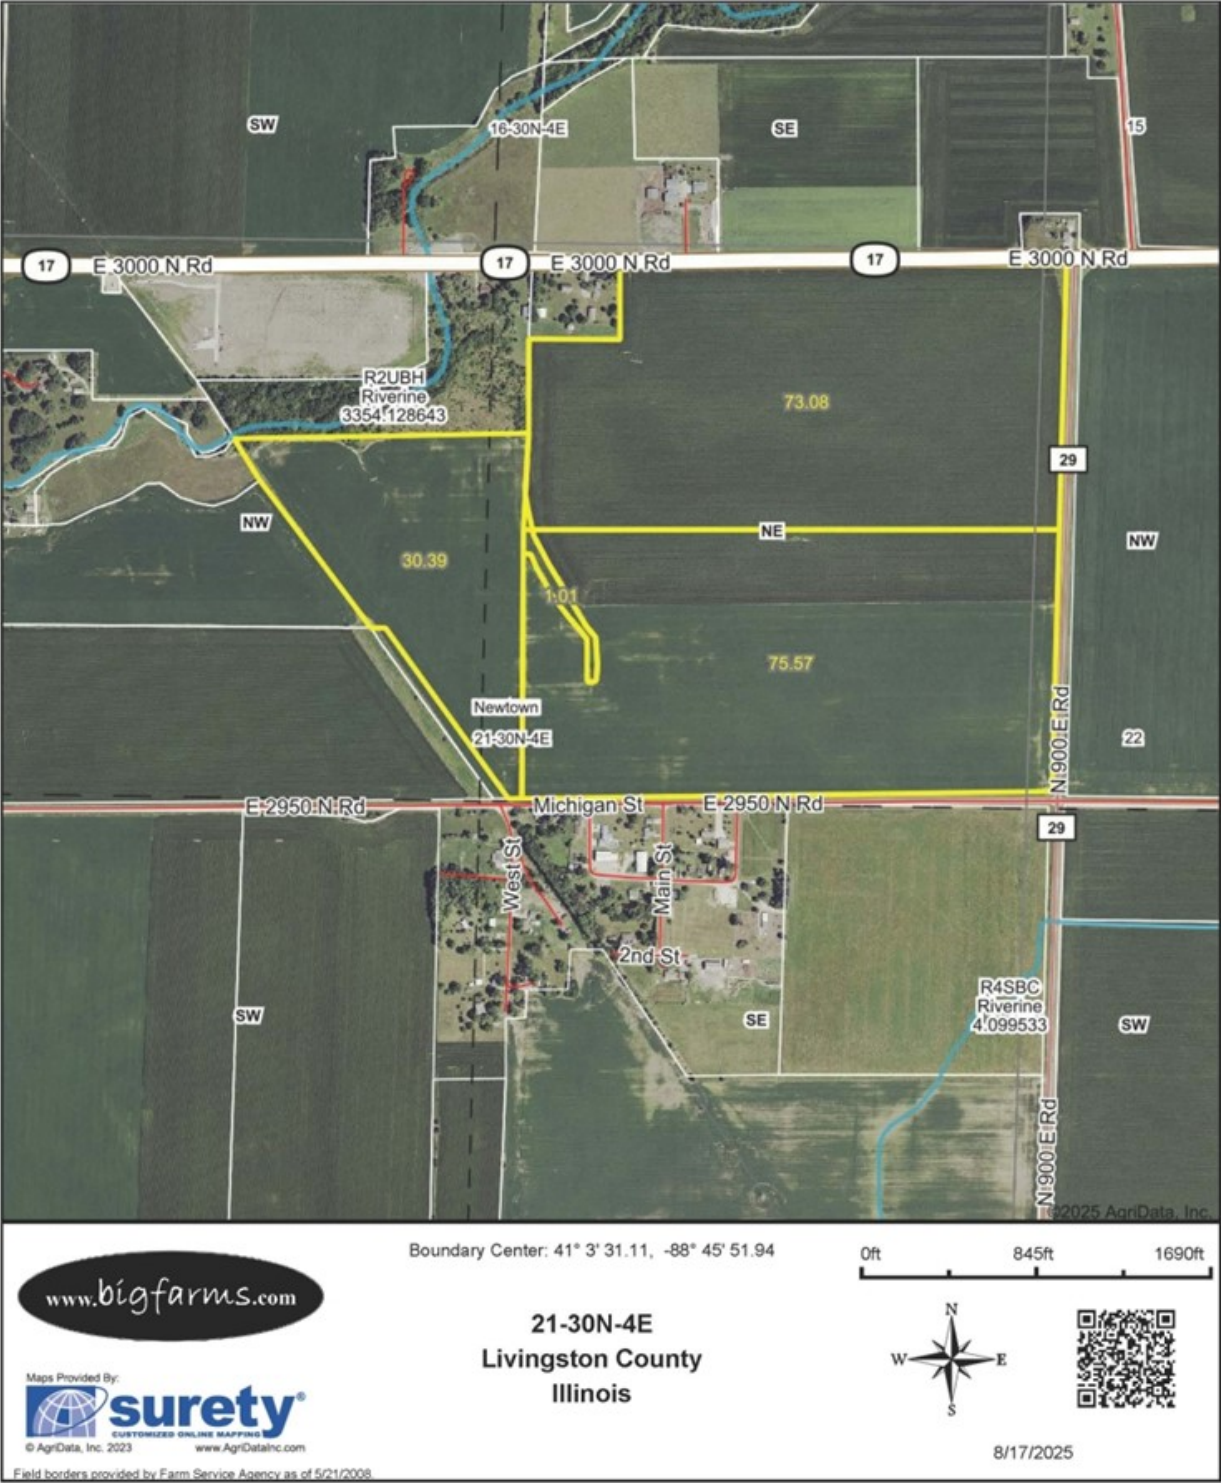 SW
16-30N-4E
SE
15
17
E 3000 N Rd
17
E 3000 N Rd
17
E 3000 N Rd
R2UBH
Riverine
3354.128643
73.08
29
NW
NE
NW
30.39
1.01
75.57
Newtown
21-30N-4E
22
N 900 E Rd
E 2950 N Rd
Michigan St
E 2950 N Rd
29
West St
Main St
2nd St
R4SBC
Riverine
4.099533
SW
SE
SW
N 900 E Rd
©2025 AgriData, Inc.
www.bigfarms.com
Boundary Center: 41° 3' 31.11, -88° 45' 51.94
0ft 845ft 1690ft
21-30N-4E
Livingston County
Illinois
N
W E
S
Maps Provided By:
surety®
CUSTOMIZED ONLINE MAPPING
© AgriData, Inc. 2023 www.AgriDataInc.com
8/17/2025
Field borders provided by Farm Service Agency as of 5/21/2008.